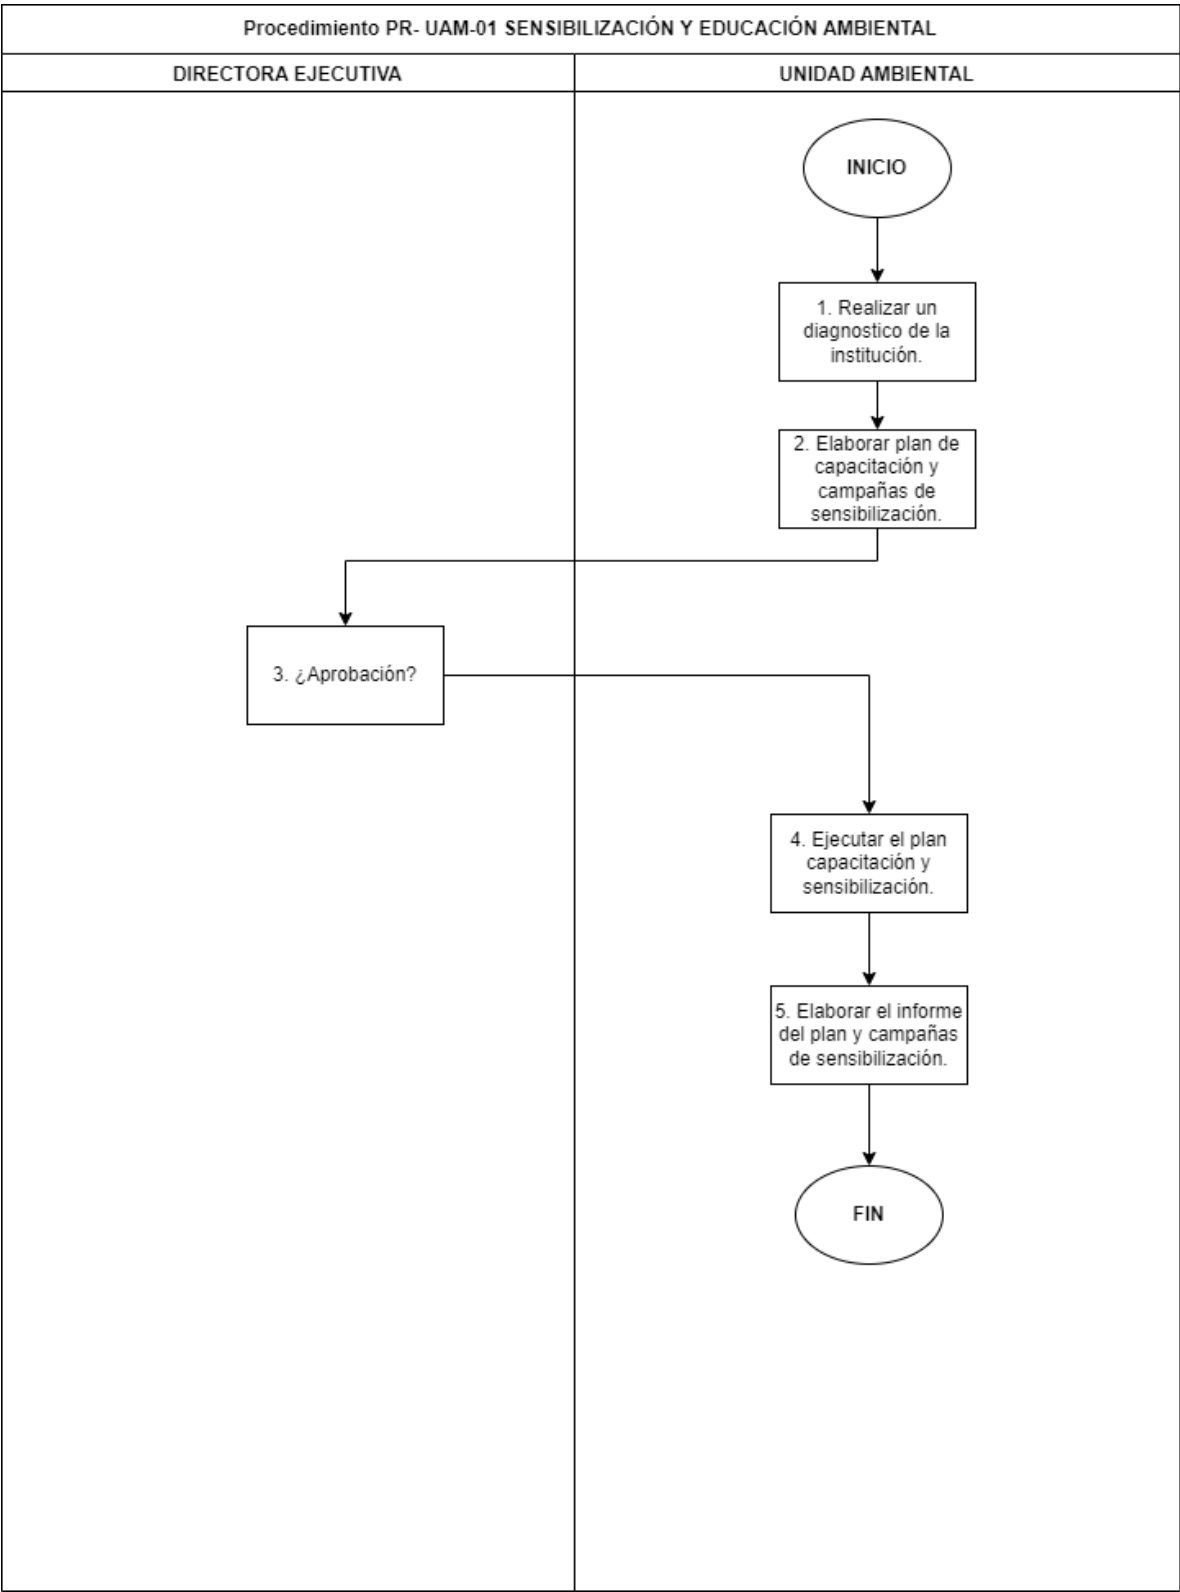 Procedimiento PR- UAM-01 SENSIBILIZACIÓN Y EDUCACIÓN AMBIENTAL
DIRECTORA EJECUTIVA
UNIDAD AMBIENTAL
INICIO
1. Realizar un
diagnostico de la
institución.
2. Elaborar plan de
capacitación y
campañas de
sensibilización.
3. ¿Aprobación?
4. Ejecutar el plan
capacitación y
sensibilización.
5. Elaborar el informe
del plan y campañas
de sensibilización.
FIN